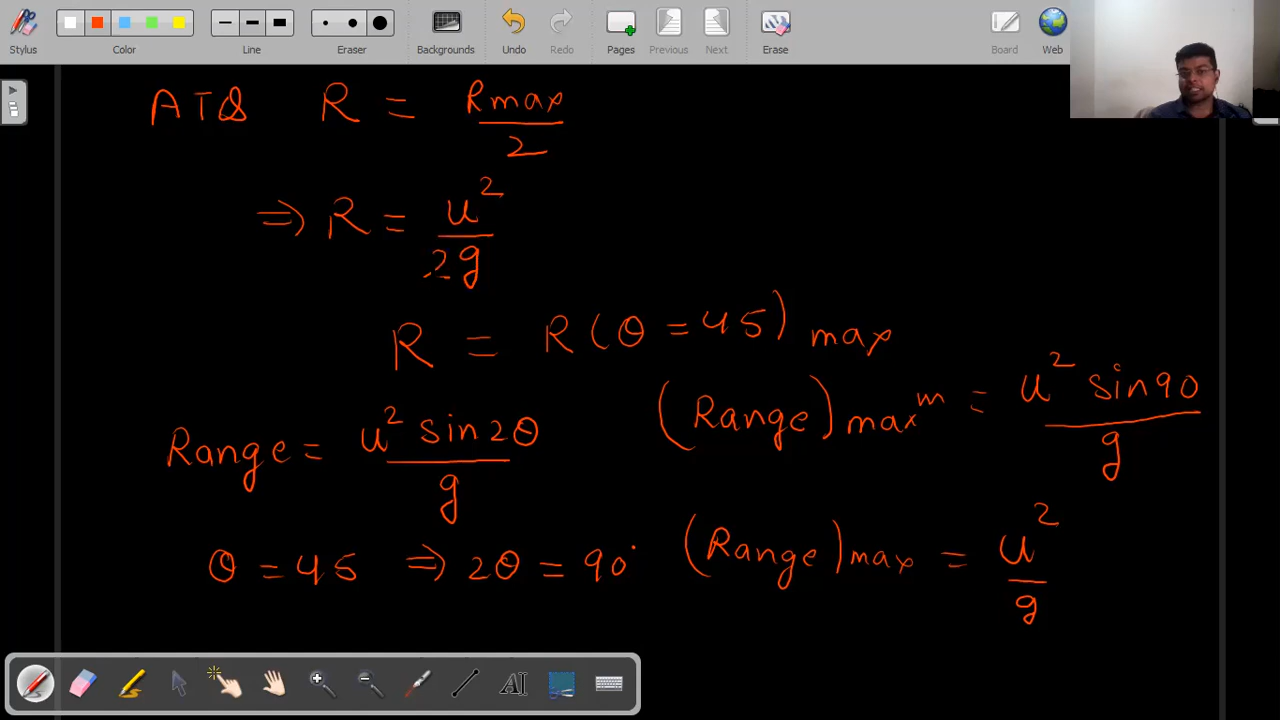 Stylus Color Line Eraser Backgrounds Undo Redo Pages Previous Next Erase Board Web
ATQ R = Rmax/2
⇒ R = u²/2g
R = R(θ = 45) max
Range = u² sin2θ/g
(Range) maxᵐ = u² sin90/g
θ = 45 ⇒ 2θ = 90°
(Range)max = u²/g